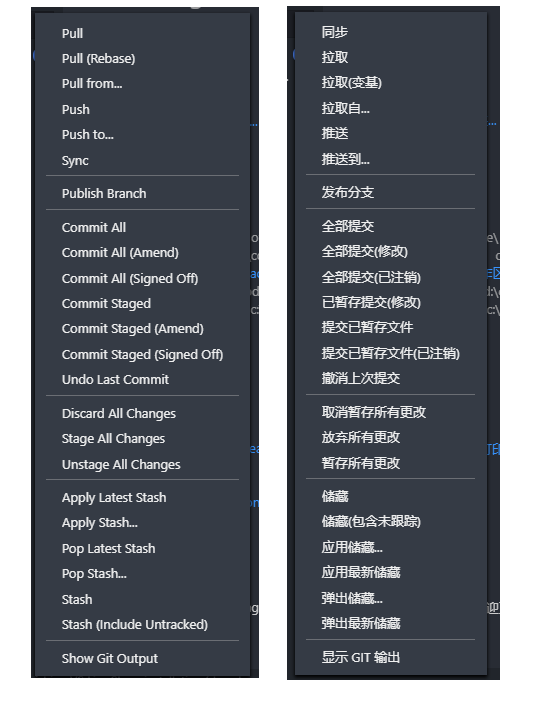 Pull
Pull (Rebase)
Pull from...
Push
Push to...
Sync
Publish Branch
Commit All
Commit All (Amend)
Commit All (Signed Off)
Commit Staged
Commit Staged (Amend)
Commit Staged (Signed Off)
Undo Last Commit
Discard All Changes
Stage All Changes
Unstage All Changes
Apply Latest Stash
Apply Stash...
Pop Latest Stash
Pop Stash...
Stash
Stash (Include Untracked)
Show Git Output
同步
拉取
拉取(变基)
拉取自...
推送
推送到...
发布分支
全部提交
全部提交(修改)
全部提交(已注销)
已暂存提交(修改)
提交已暂存文件
提交已暂存文件(已注销)
撤消上次提交
取消暂存所有更改
放弃所有更改
暂存所有更改
储藏
储藏(包含未跟踪)
应用储藏...
应用最新储藏
弹出储藏...
弹出最新储藏
显示 GIT 输出